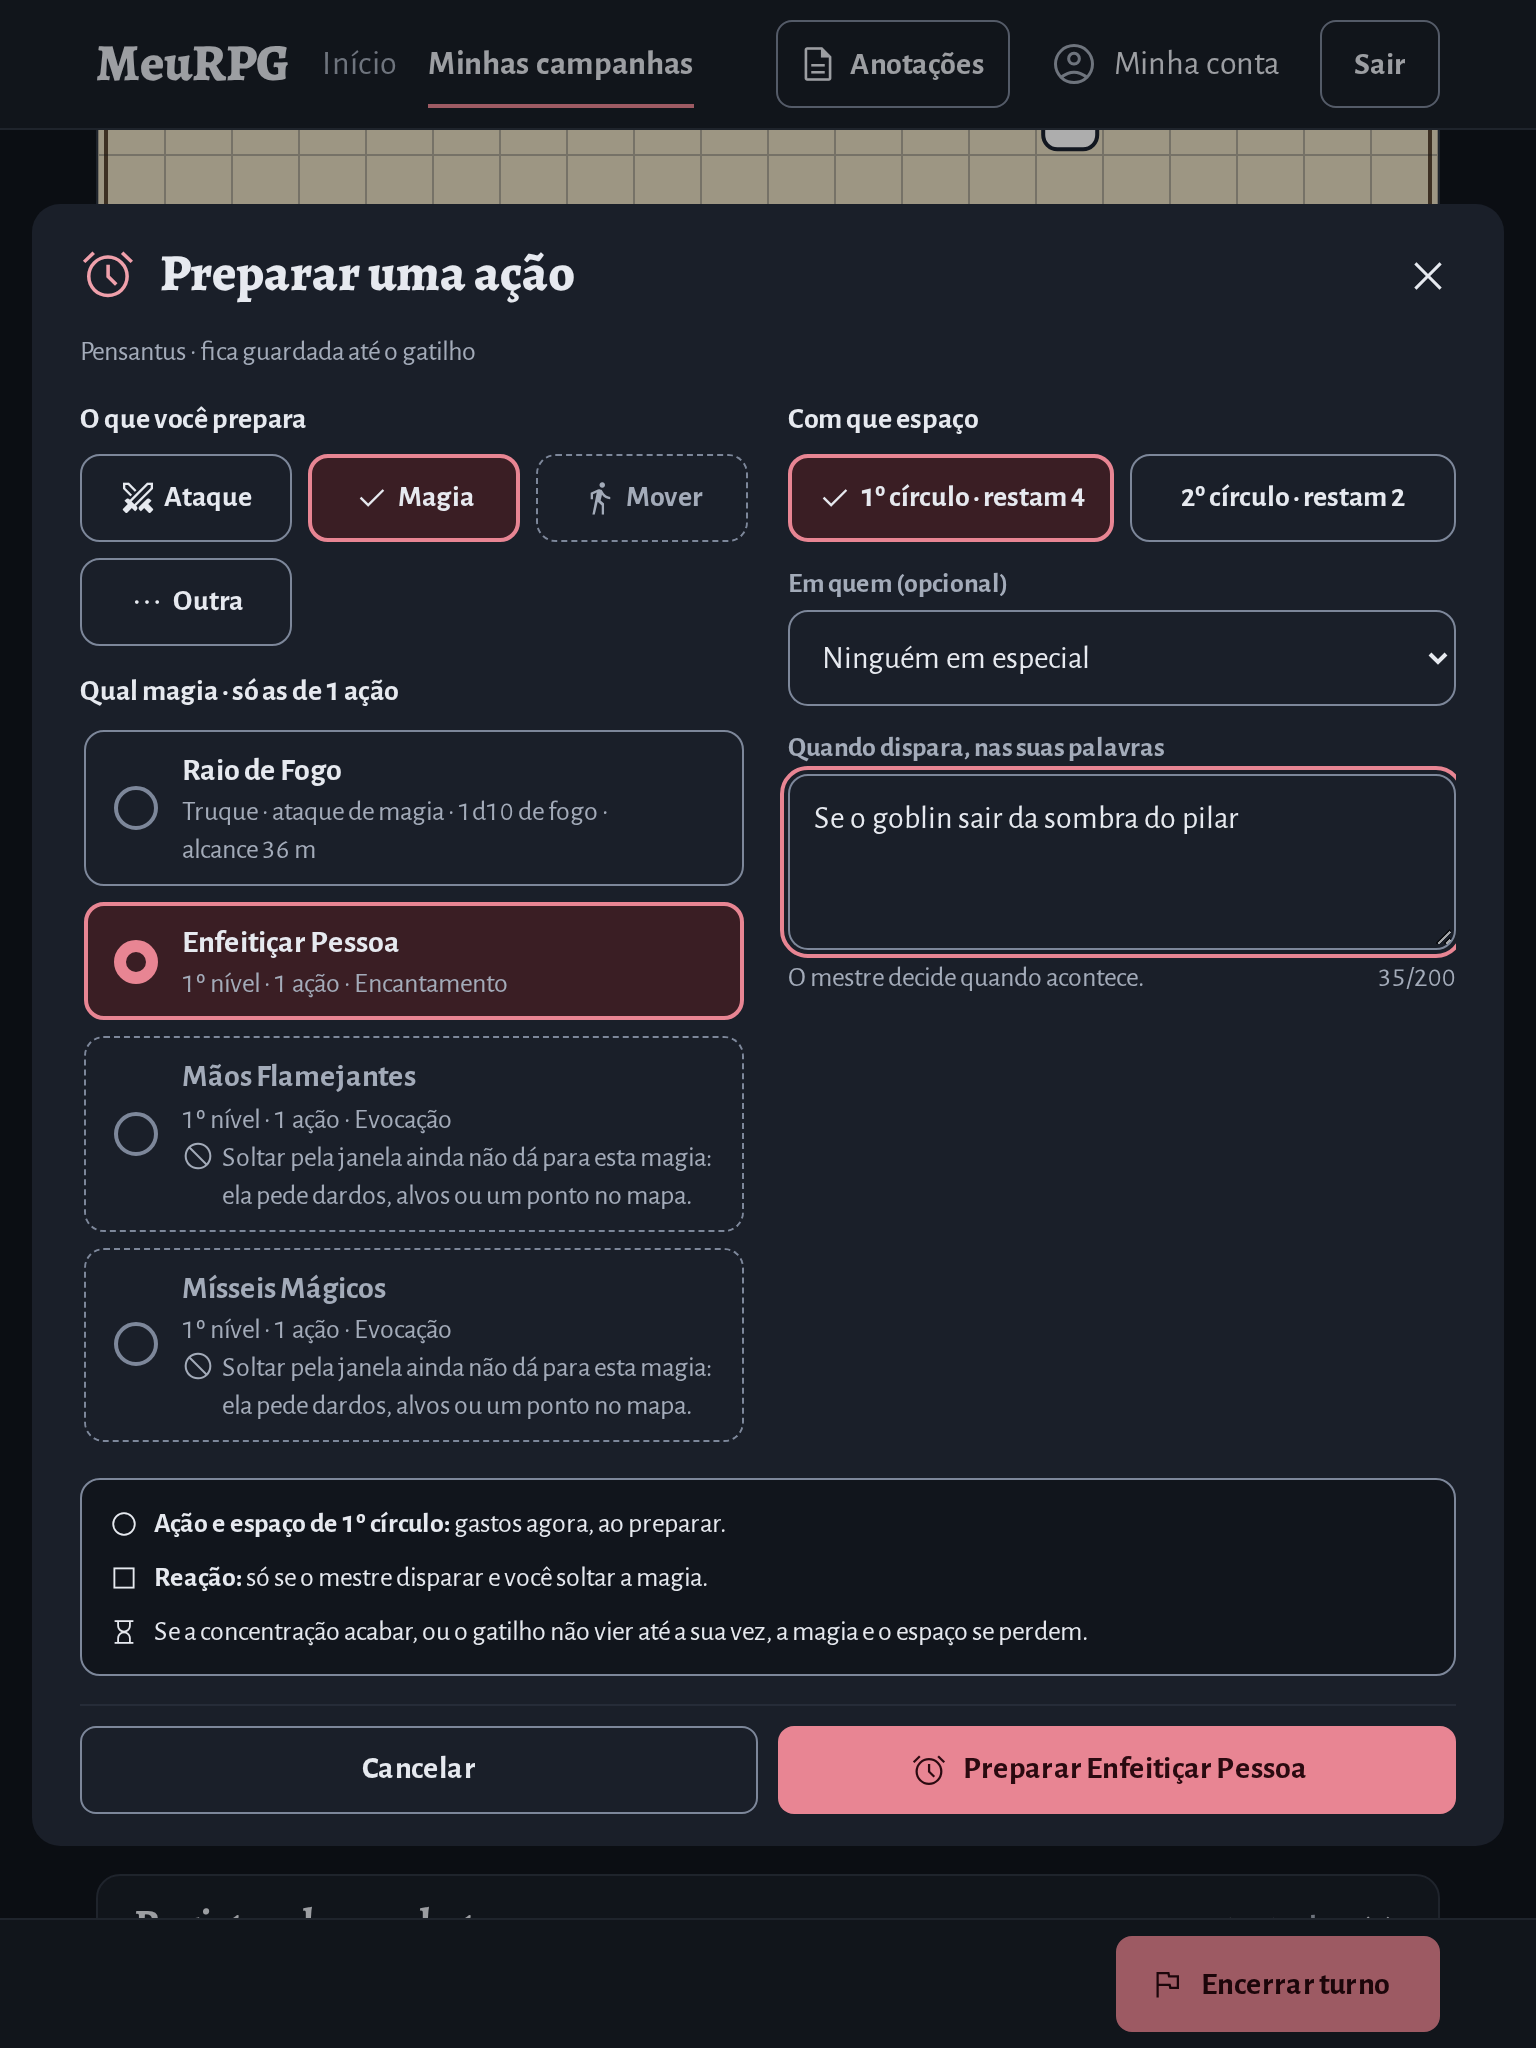 MeuRPG
Início
Minhas campanhas
Anotações
Minha conta
Sair
Preparar uma ação
Pensantus · fica guardada até o gatilho
O que você prepara
Ataque
Magia
Mover
··· Outra
Qual magia · só as de 1 ação
Raio de Fogo
Truque · ataque de magia · 1d10 de fogo ·
alcance 36 m
Enfeitiçar Pessoa
1º nível · 1 ação · Encantamento
Mãos Flamejantes
1º nível · 1 ação · Evocação
Soltar pela janela ainda não dá para esta magia:
ela pede dardos, alvos ou um ponto no mapa.
Mísseis Mágicos
1º nível · 1 ação · Evocação
Soltar pela janela ainda não dá para esta magia:
ela pede dardos, alvos ou um ponto no mapa.
Com que espaço
1º círculo · restam 4
2º círculo · restam 2
Em quem (opcional)
Ninguém em especial
Quando dispara, nas suas palavras
Se o goblin sair da sombra do pilar
O mestre decide quando acontece.
35/200
Ação e espaço de 1º círculo: gastos agora, ao preparar.
Reação: só se o mestre disparar e você soltar a magia.
Se a concentração acabar, ou o gatilho não vier até a sua vez, a magia e o espaço se perdem.
Cancelar
Preparar Enfeitiçar Pessoa
Encerrar turno